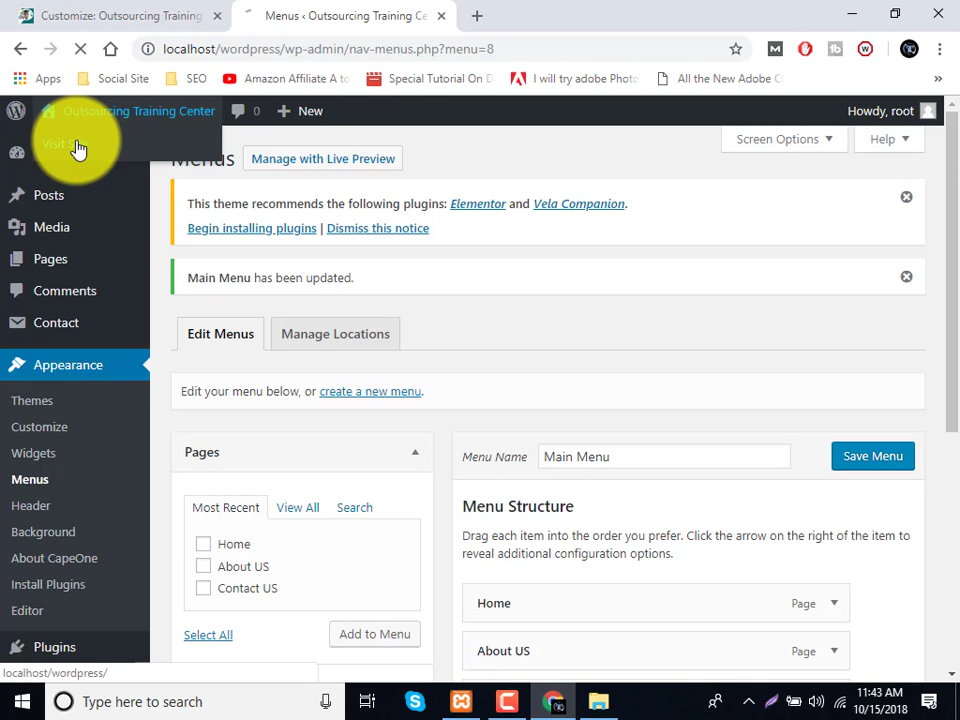 Customize: Outsourcing Training
Menus ‹ Outsourcing Training Ce
localhost/wordpress/wp-admin/nav-menus.php?menu=8
Apps
Social Site
SEO
Amazon Affiliate A to
Special Tutorial On D
I will try adobe Photo
All the New Adobe C
»
Outsourcing Training Center
0
New
Howdy, root
Visit
Posts
Media
Pages
Comments
Contact
Appearance
Themes
Customize
Widgets
Menus
Header
Background
About CapeOne
Install Plugins
Editor
Plugins
Menus
Manage with Live Preview
Screen Options
Help
This theme recommends the following plugins: Elementor and Vela Companion.
Begin installing plugins | Dismiss this notice
Main Menu has been updated.
Edit Menus
Manage Locations
Edit your menu below, or create a new menu.
Pages
Most Recent
View All
Search
Home
About US
Contact US
Select All
Add to Menu
Menu Name
Main Menu
Save Menu
Menu Structure
Drag each item into the order you prefer. Click the arrow on the right of the item to
reveal additional configuration options.
Home
Page
About US
Page
localhost/wordpress/
Type here to search
11:43 AM
10/15/2018